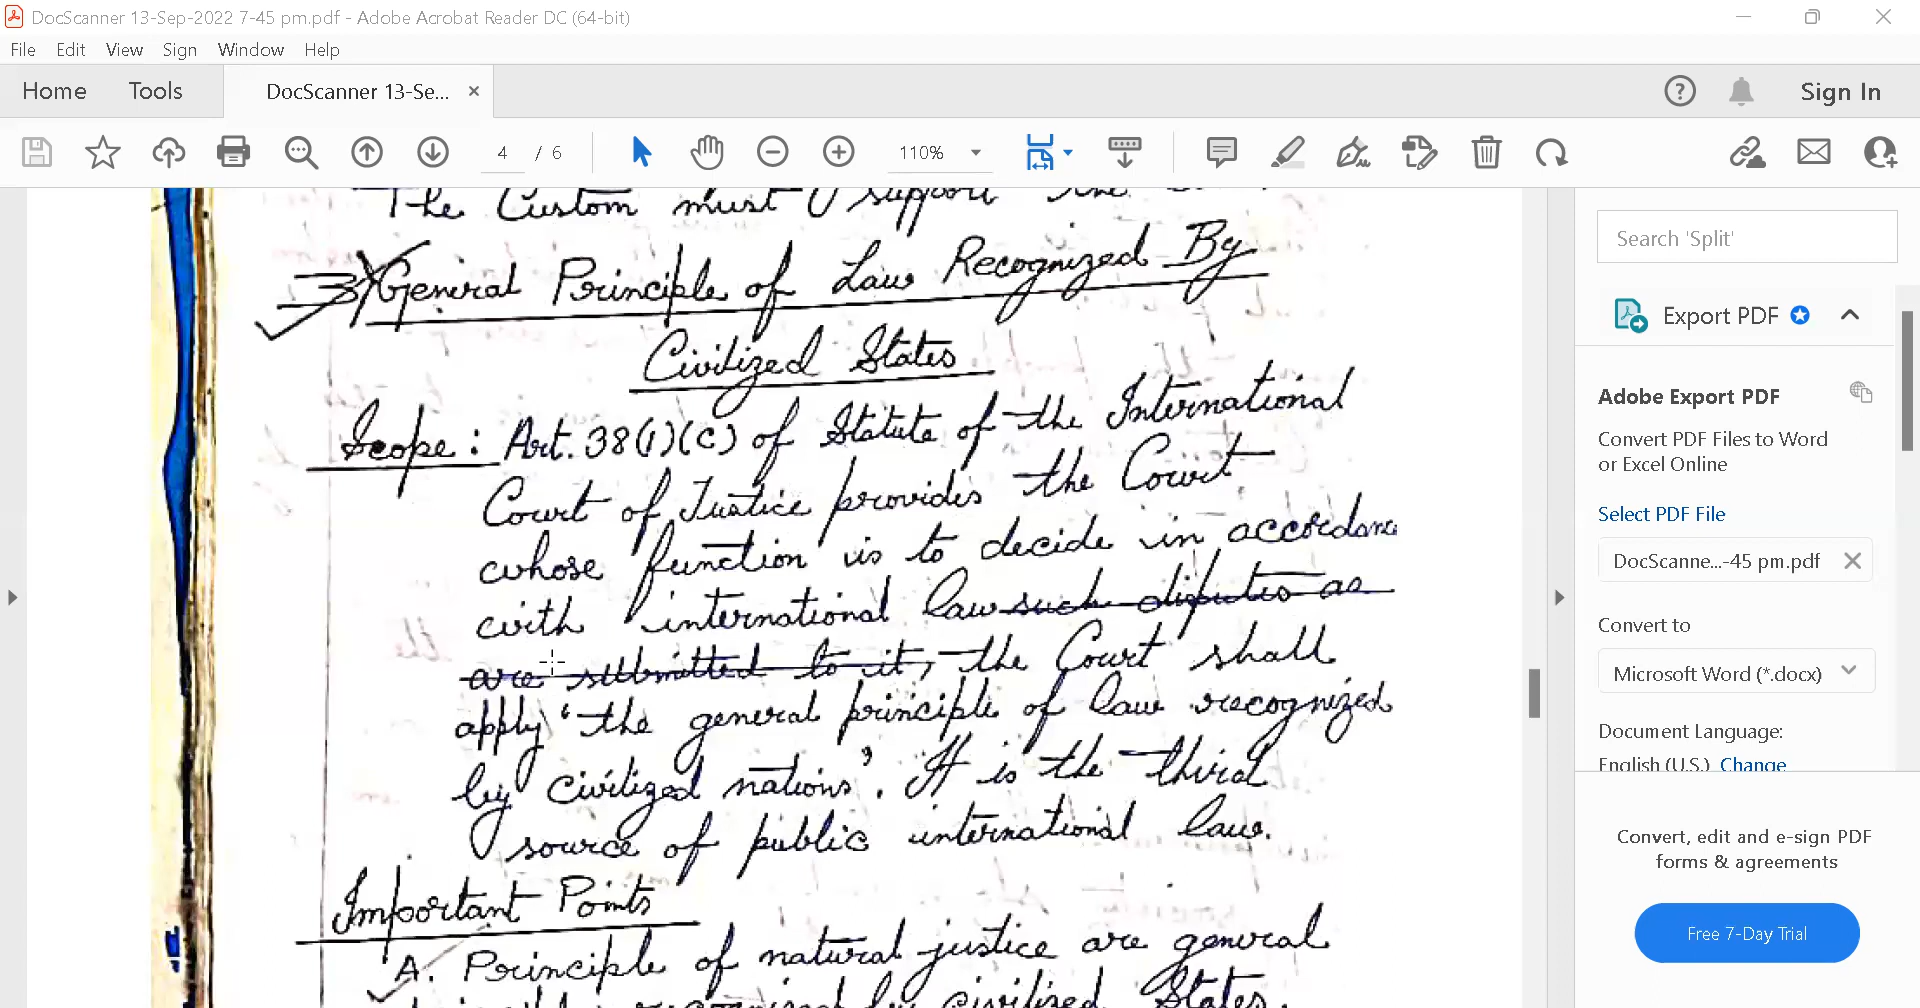 DocScanner 13-Sep-2022 7-45 pm.pdf - Adobe Acrobat Reader DC (64-bit)
File Edit View Sign Window Help
Home Tools DocScanner 13-Se... × Sign In
4 / 6 110%
The Custom must support the
3) General Principle of Law Recognized By
Civilized States
Scope: Art. 38(1)(C) of Statute of the International
Court of Justice provides the Court,
whose function is to decide in accordance
with international law such disputes as
are submitted to it, the Court shall
apply 'the general principle of law recognized
by civilized nations'. It is the third
source of public international law.
Important Points
A. Principle of natural justice are general
recognized by civilized States.
Search 'Split'
Export PDF
Adobe Export PDF
Convert PDF Files to Word
or Excel Online
Select PDF File
DocScanne...-45 pm.pdf
Convert to
Microsoft Word (*.docx)
Document Language:
English (U.S.) Change
Convert, edit and e-sign PDF
forms & agreements
Free 7-Day Trial